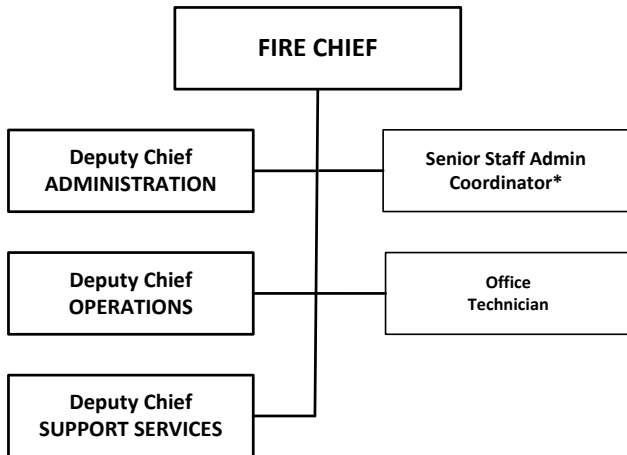 FIRE CHIEF
Deputy Chief
ADMINISTRATION
Senior Staff Admin
Coordinator*
Deputy Chief
OPERATIONS
Office
Technician
Deputy Chief
SUPPORT SERVICES